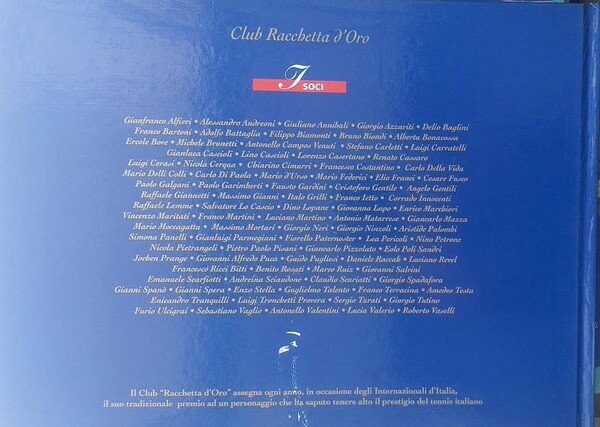 Club Racchetta d'Oro
I
SOCI
Gianfranco Alfieri • Alessandro Andreoni • Giuliano Annibali • Giorgio Azzariti • Delio Baglini
Franco Bartoni • Adolfo Battaglia • Filippo Biamonti • Bruno Biondi • Alberta Bonacossa
Ercole Bove • Michele Brunetti • Antonello Campos Venuti • Stefano Carletti • Luigi Carratelli
Gianluca Cascioli • Lino Cascioli • Lorenzo Casertano • Renato Cassaro
Luigi Cerasi • Nicola Cerqua • Chiarino Cimurri • Francesco Costantino • Carlo Della Vida
Mario Delli Colli • Carlo Di Paola • Mario d'Urso • Mario Federici • Elio Franci • Cesare Fusco
Paolo Galgani • Paolo Garimberti • Fausto Gardini • Cristoforo Gentile • Angelo Gentili
Raffaele Giannetti • Massimo Gianni • Italo Grilli • Franco Ietto • Corrado Innocenti
Raffaele Lemme • Salvatore Lo Cascio • Dino Lopane • Giovanna Lupo • Enrico Marebiori
Vincenzo Maritati • Franco Martini • Luciano Martino • Antonio Matarrese • Giancarlo Mazza
Mario Moccagatta • Massimo Mortari • Giorgio Neri • Giorgio Ninzoli • Aristide Palombi
Simona Panelli • Gianluigi Parmegiani • Fiorello Paternoster • Lea Pericoli • Nino Petrone
Nicola Pietrangeli • Pietro Paolo Pisani • Giancarlo Pizzolato • Eolo Poli Sandri
Jochen Prange • Giovanni Alfredo Puca • Guido Pugliesi • Daniele Raccab • Luciano Revel
Francesco Ricci Bitti • Benito Rosati • Marco Ruiz • Giovanni Salvini
Emanuele Scarfiotti • Andreina Sciaudone • Claudio Scuriatti • Giorgio Spadafora
Gianni Spanò • Gianni Spera • Enzo Stella • Guglielmo Talento • Franco Terracina • Amedeo Testa
Enicandro Tranquilli • Luigi Tronchetti Provera • Sergio Turati • Giorgio Tutino
Furio Ulcigrai • Sebastiano Vaglio • Antonello Valentini • Lucia Valerio • Roberto Vaselli
Il Club "Racchetta d'Oro" assegna ogni anno, in occasione degli Internazionali d'Italia,
il suo tradizionale premio ad un personaggio che ha saputo tenere alto il prestigio del tennis italiano